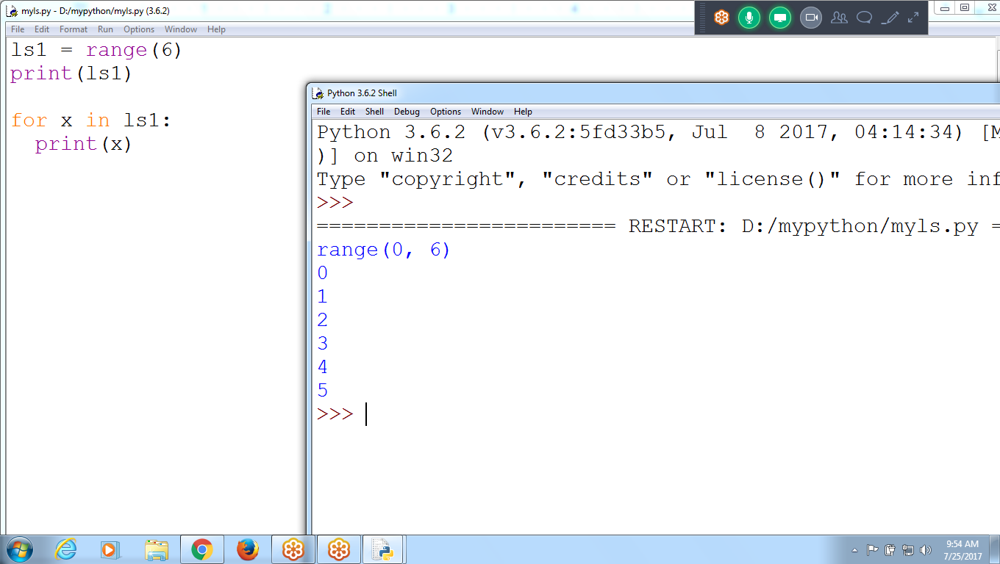 myls.py - D:/mypython/myls.py (3.6.2)
File Edit Format Run Options Window Help
ls1 = range(6)
print(ls1)
for x in ls1:
  print(x)
Python 3.6.2 Shell
File Edit Shell Debug Options Window Help
Python 3.6.2 (v3.6.2:5fd33b5, Jul  8 2017, 04:14:34) [M
)] on win32
Type "copyright", "credits" or "license()" for more inf
>>>
======================== RESTART: D:/mypython/myls.py =
range(0, 6)
0
1
2
3
4
5
>>>
9:54 AM
7/25/2017